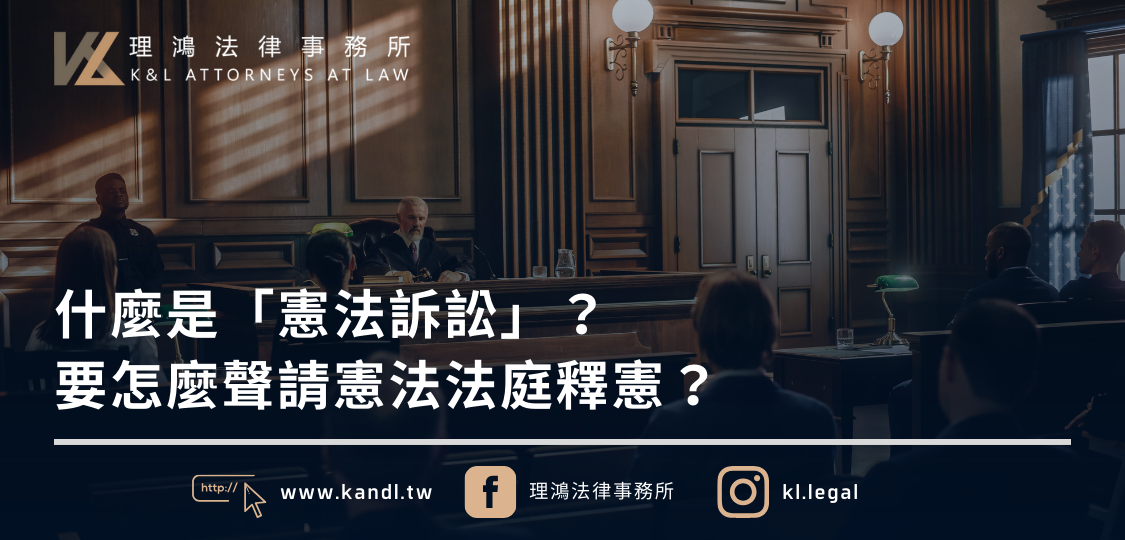 理鴻法律事務所
K&L ATTORNEYS AT LAW
什麼是「憲法訴訟」？
要怎麼聲請憲法法庭釋憲？
http://
www.kandl.tw
理鴻法律事務所
kl.legal